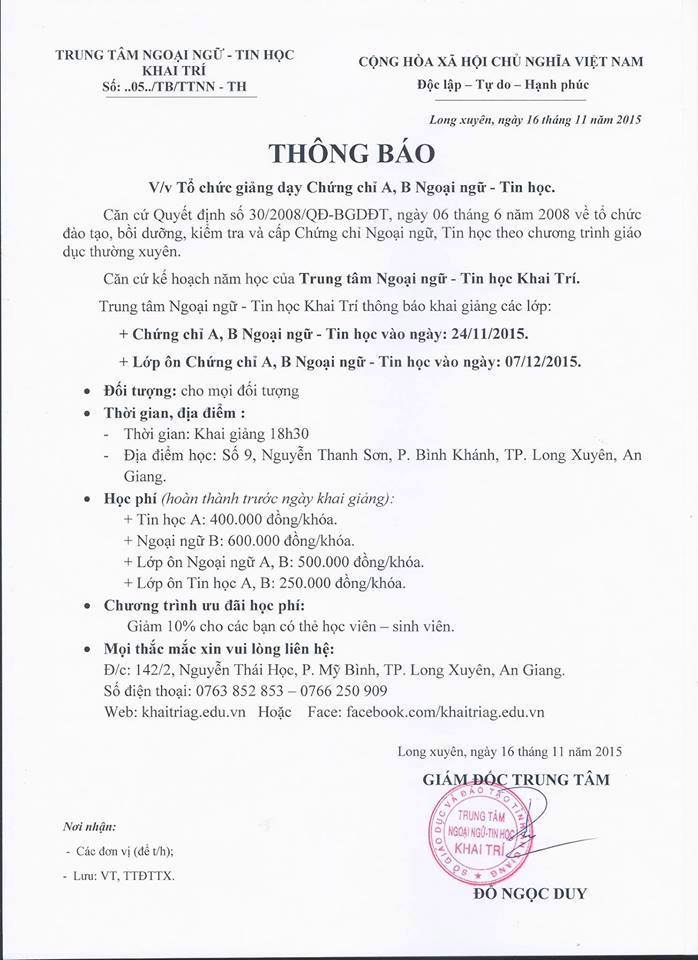 TRUNG TÂM NGOẠI NGỮ - TIN HỌC
KHAI TRÍ
Số: ..05../TB/TTNN - TH
CỘNG HÒA XÃ HỘI CHỦ NGHĨA VIỆT NAM
Độc lập – Tự do – Hạnh phúc
Long xuyên, ngày 16 tháng 11 năm 2015
THÔNG BÁO
V/v Tổ chức giảng dạy Chứng chỉ A, B Ngoại ngữ - Tin học.
Căn cứ Quyết định số 30/2008/QĐ-BGDĐT, ngày 06 tháng 6 năm 2008 về tổ chức
đào tạo, bồi dưỡng, kiểm tra và cấp Chứng chỉ Ngoại ngữ, Tin học theo chương trình giáo
dục thường xuyên.
Căn cứ kế hoạch năm học của Trung tâm Ngoại ngữ - Tin học Khai Trí.
Trung tâm Ngoại ngữ - Tin học Khai Trí thông báo khai giảng các lớp:
+ Chứng chỉ A, B Ngoại ngữ - Tin học vào ngày: 24/11/2015.
+ Lớp ôn Chứng chỉ A, B Ngoại ngữ - Tin học vào ngày: 07/12/2015.
• Đối tượng: cho mọi đối tượng
• Thời gian, địa điểm :
- Thời gian: Khai giảng 18h30
- Địa điểm học: Số 9, Nguyễn Thanh Sơn, P. Bình Khánh, TP. Long Xuyên, An
Giang.
• Học phí (hoàn thành trước ngày khai giảng):
+ Tin học A: 400.000 đồng/khóa.
+ Ngoại ngữ B: 600.000 đồng/khóa.
+ Lớp ôn Ngoại ngữ A, B: 500.000 đồng/khóa.
+ Lớp ôn Tin học A, B: 250.000 đồng/khóa.
• Chương trình ưu đãi học phí:
Giảm 10% cho các bạn có thẻ học viên – sinh viên.
• Mọi thắc mắc xin vui lòng liên hệ:
Đ/c: 142/2, Nguyễn Thái Học, P. Mỹ Bình, TP. Long Xuyên, An Giang.
Số điện thoại: 0763 852 853 – 0766 250 909
Web: khaitriag.edu.vn Hoặc Face: facebook.com/khaitriag.edu.vn
Long xuyên, ngày 16 tháng 11 năm 2015
GIÁM ĐỐC TRUNG TÂM
SỞ GIÁO DỤC VÀ ĐÀO TẠO TỈNH AN GIANG
TRUNG TÂM
NGOẠI NGỮ-TIN HỌC
KHAI TRÍ
ĐỖ NGỌC DUY
Nơi nhận:
- Các đơn vị (để t/h);
- Lưu: VT, TTĐTTX.